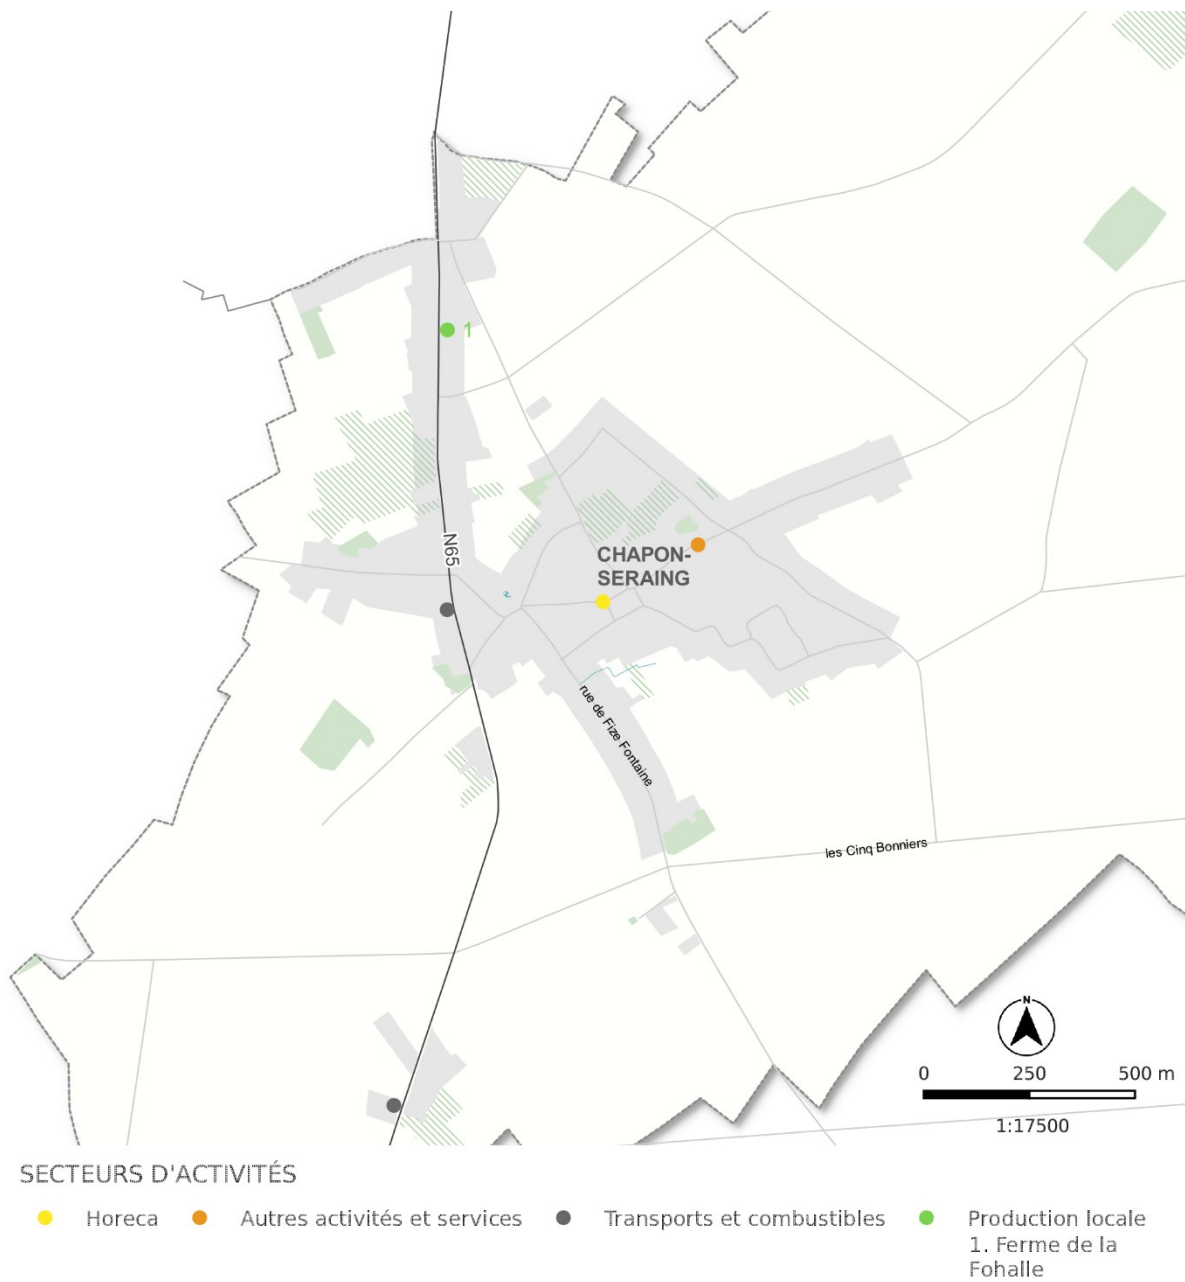 1
N65
CHAPON-
SERAING
rue de Fize Fontaine
les Cinq Bonniers
N
0 250 500 m
1:17500
SECTEURS D'ACTIVITÉS
Horeca
Autres activités et services
Transports et combustibles
Production locale
1. Ferme de la
Fohalle